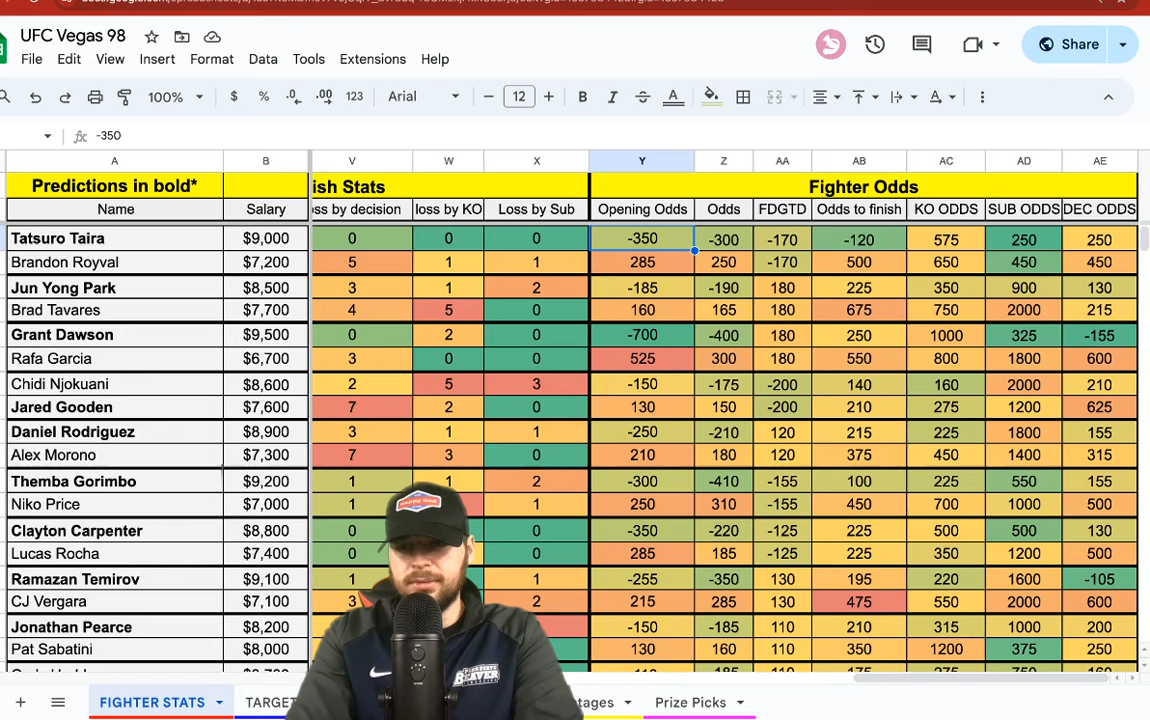 UFC Vegas 98
File Edit View Insert Format Data Tools Extensions Help
Share
100% $ % .0 .00 123 Arial 12 B I A
fx -350
A B V W X Y Z AA AB AC AD AE
Predictions in bold* ish Stats Fighter Odds
Name Salary oss by decision loss by KO Loss by Sub Opening Odds Odds FDGTD Odds to finish KO ODDS SUB ODDS DEC ODDS
Tatsuro Taira $9,000 0 0 0 -350 -300 -170 -120 575 250 250
Brandon Royval $7,200 5 1 1 285 250 -170 500 650 450 450
Jun Yong Park $8,500 3 1 2 -185 -190 180 225 350 900 130
Brad Tavares $7,700 4 5 0 160 165 180 675 750 2000 215
Grant Dawson $9,500 0 2 0 -700 -400 180 250 1000 325 -155
Rafa Garcia $6,700 3 0 0 525 300 180 550 800 1800 600
Chidi Njokuani $8,600 2 5 3 -150 -175 -200 140 160 2000 210
Jared Gooden $7,600 7 2 0 130 150 -200 210 275 1200 625
Daniel Rodriguez $8,900 3 1 1 -250 -210 120 215 225 1800 155
Alex Morono $7,300 7 3 0 210 180 120 375 450 1400 315
Themba Gorimbo $9,200 1 1 2 -300 -410 -155 100 225 550 155
Niko Price $7,000 1 1 250 310 -155 450 700 1000 500
Clayton Carpenter $8,800 0 0 -350 -220 -125 225 500 500 130
Lucas Rocha $7,400 0 0 285 185 -125 225 350 1200 500
Ramazan Temirov $9,100 1 1 -255 -350 130 195 220 1600 -105
CJ Vergara $7,100 3 2 215 285 130 475 550 2000 600
Jonathan Pearce $8,200 -150 -185 110 210 315 1000 200
Pat Sabatini $8,000 130 160 110 350 1200 375 250
BEAVER
FIGHTER STATS TARGET tages Prize Picks